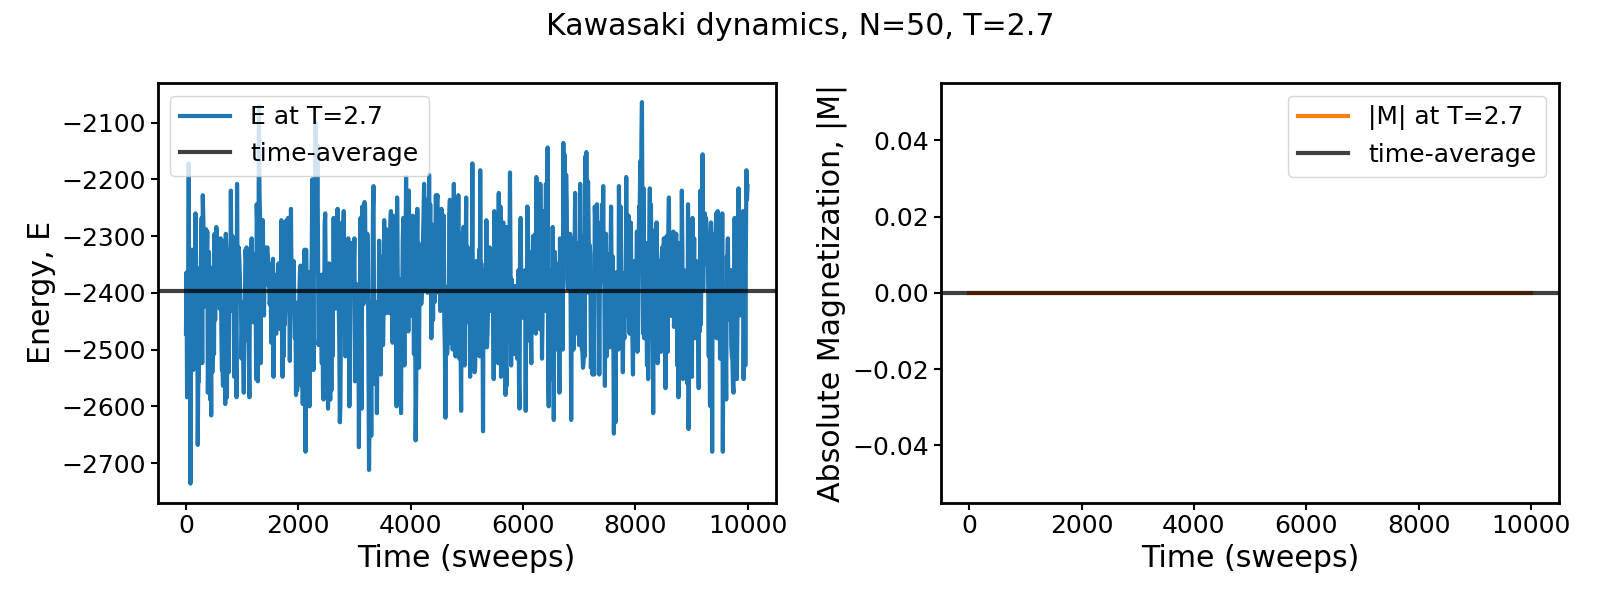 Kawasaki dynamics, N=50, T=2.7
E at T=2.7
time-average
−2100
−2200
−2300
−2400
−2500
−2600
−2700
Energy, E
0
2000
4000
6000
8000
10000
Time (sweeps)
|M| at T=2.7
time-average
0.04
0.02
0.00
−0.02
−0.04
Absolute Magnetization, |M|
0
2000
4000
6000
8000
10000
Time (sweeps)